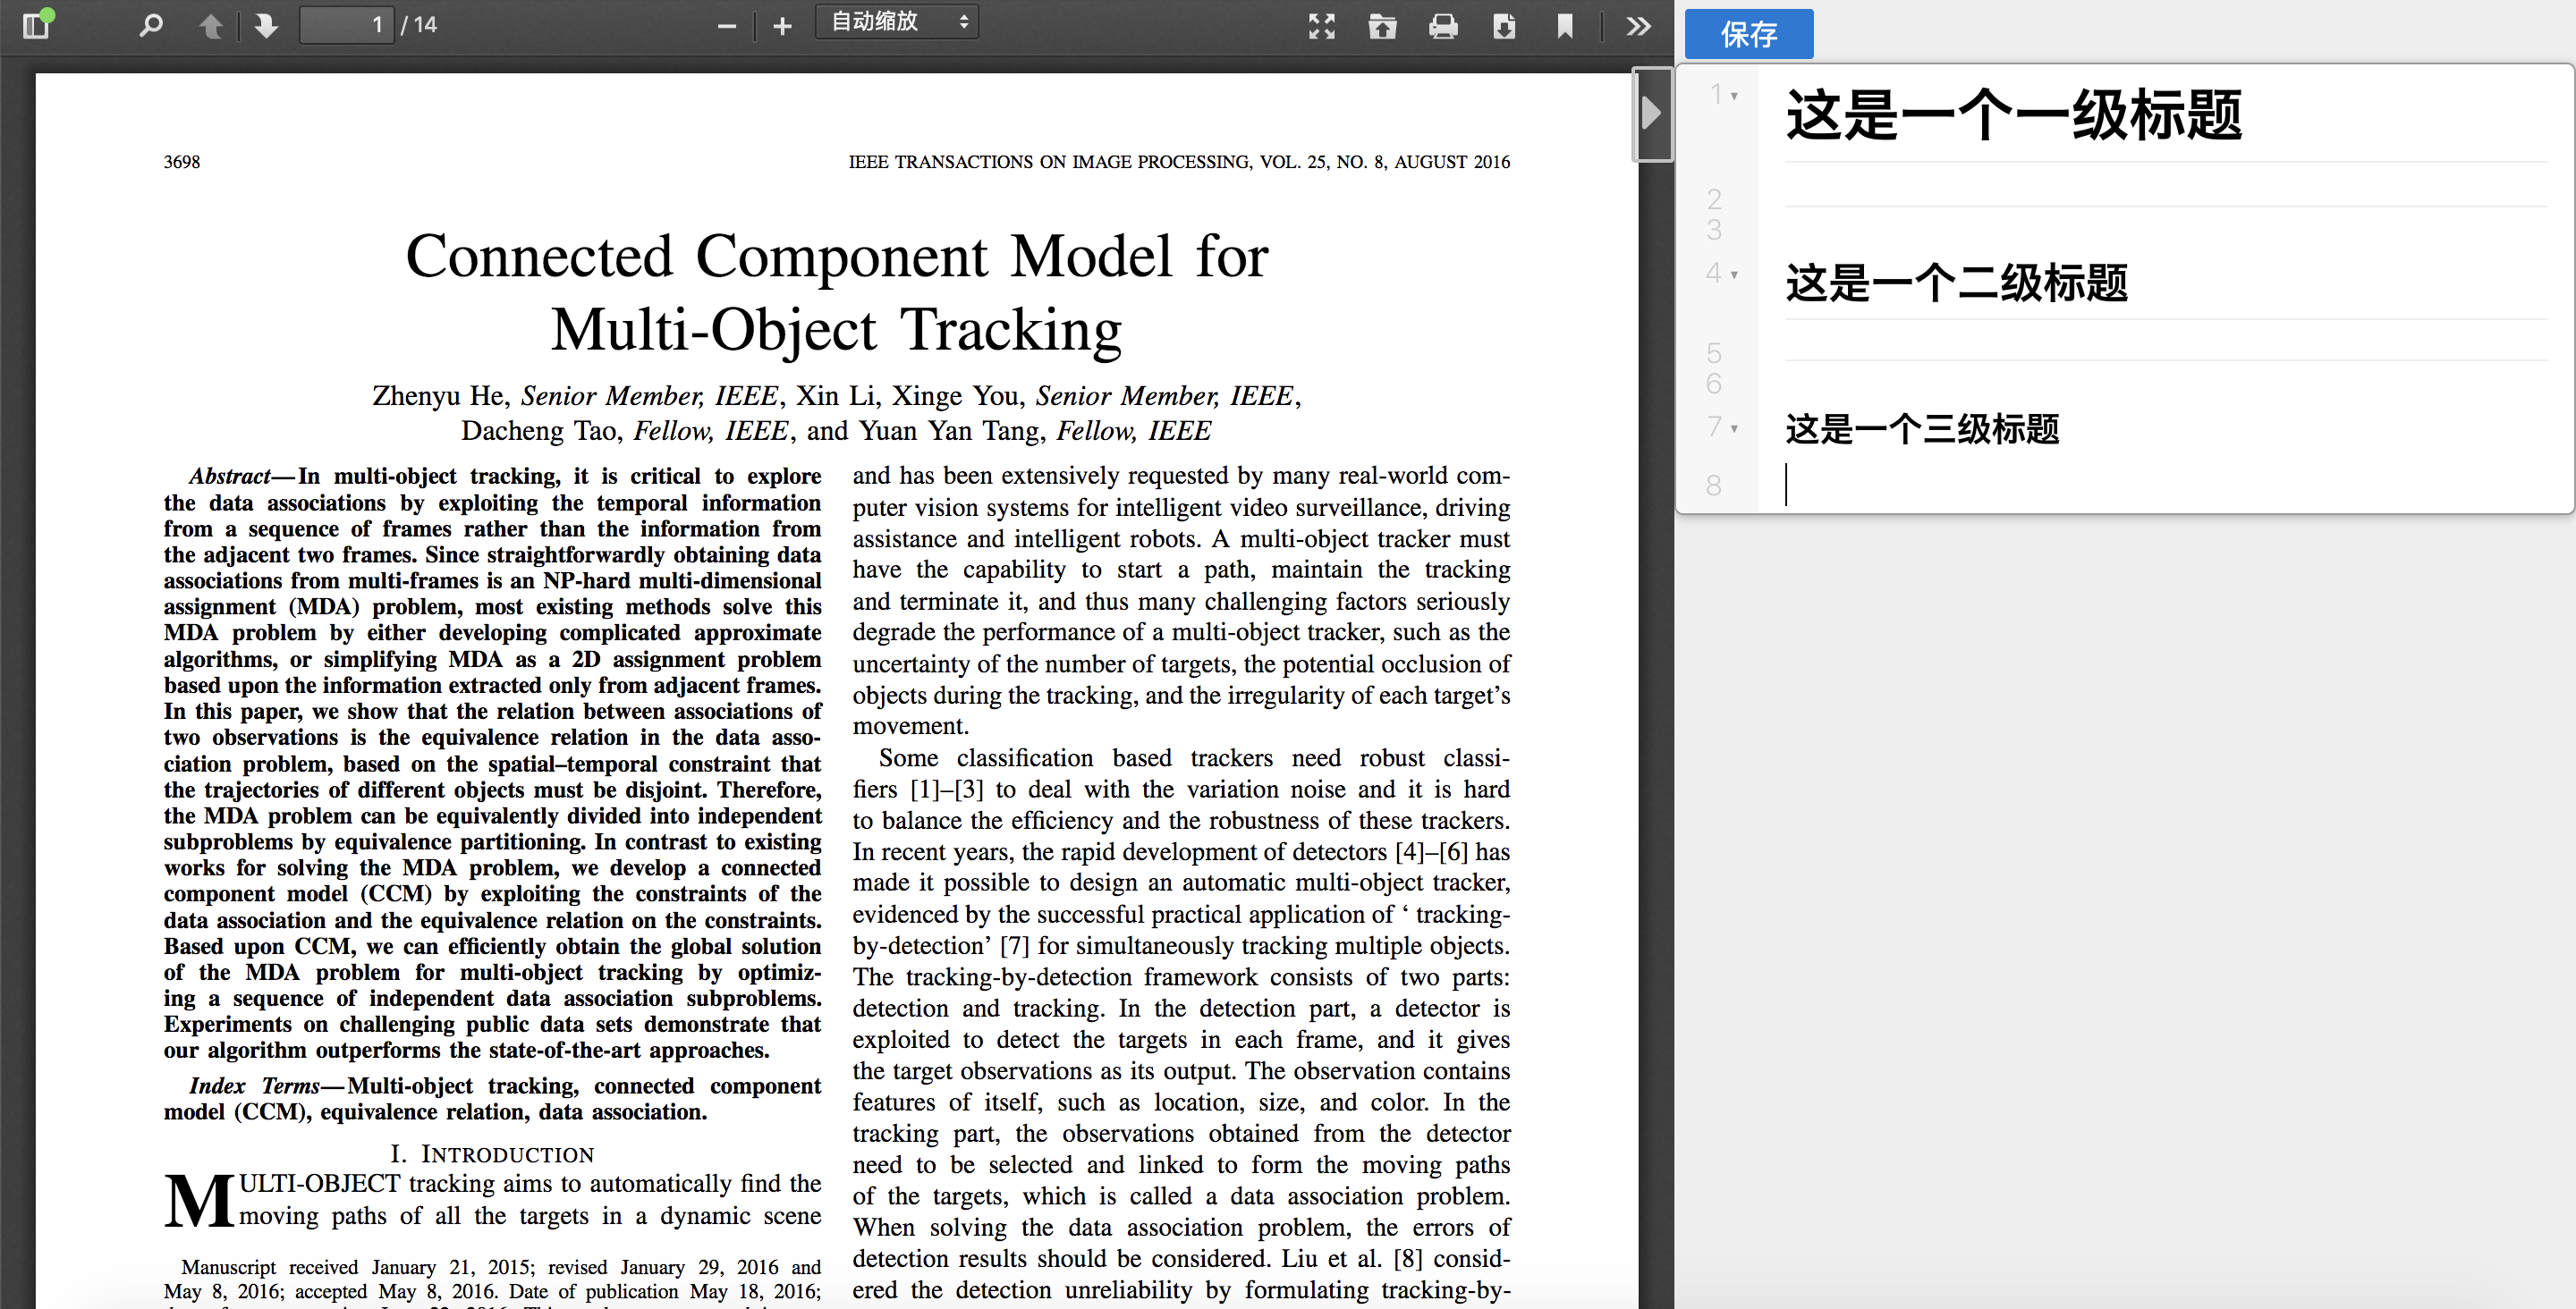 1 / 14
自动缩放
3698
IEEE TRANSACTIONS ON IMAGE PROCESSING, VOL. 25, NO. 8, AUGUST 2016
Connected Component Model for
Multi-Object Tracking
Zhenyu He, Senior Member, IEEE, Xin Li, Xinge You, Senior Member, IEEE,
Dacheng Tao, Fellow, IEEE, and Yuan Yan Tang, Fellow, IEEE
Abstract—In multi-object tracking, it is critical to explore
the data associations by exploiting the temporal information
from a sequence of frames rather than the information from
the adjacent two frames. Since straightforwardly obtaining data
associations from multi-frames is an NP-hard multi-dimensional
assignment (MDA) problem, most existing methods solve this
MDA problem by either developing complicated approximate
algorithms, or simplifying MDA as a 2D assignment problem
based upon the information extracted only from adjacent frames.
In this paper, we show that the relation between associations of
two observations is the equivalence relation in the data asso-
ciation problem, based on the spatial–temporal constraint that
the trajectories of different objects must be disjoint. Therefore,
the MDA problem can be equivalently divided into independent
subproblems by equivalence partitioning. In contrast to existing
works for solving the MDA problem, we develop a connected
component model (CCM) by exploiting the constraints of the
data association and the equivalence relation on the constraints.
Based upon CCM, we can efficiently obtain the global solution
of the MDA problem for multi-object tracking by optimiz-
ing a sequence of independent data association subproblems.
Experiments on challenging public data sets demonstrate that
our algorithm outperforms the state-of-the-art approaches.
Index Terms—Multi-object tracking, connected component
model (CCM), equivalence relation, data association.
I. INTRODUCTION
MULTI-OBJECT tracking aims to automatically find the
moving paths of all the targets in a dynamic scene
Manuscript received January 21, 2015; revised January 29, 2016 and
May 8, 2016; accepted May 8, 2016. Date of publication May 18, 2016;
and has been extensively requested by many real-world com-
puter vision systems for intelligent video surveillance, driving
assistance and intelligent robots. A multi-object tracker must
have the capability to start a path, maintain the tracking
and terminate it, and thus many challenging factors seriously
degrade the performance of a multi-object tracker, such as the
uncertainty of the number of targets, the potential occlusion of
objects during the tracking, and the irregularity of each target's
movement.
Some classification based trackers need robust classi-
fiers [1]–[3] to deal with the variation noise and it is hard
to balance the efficiency and the robustness of these trackers.
In recent years, the rapid development of detectors [4]–[6] has
made it possible to design an automatic multi-object tracker,
evidenced by the successful practical application of ‘ tracking-
by-detection’ [7] for simultaneously tracking multiple objects.
The tracking-by-detection framework consists of two parts:
detection and tracking. In the detection part, a detector is
exploited to detect the targets in each frame, and it gives
the target observations as its output. The observation contains
features of itself, such as location, size, and color. In the
tracking part, the observations obtained from the detector
need to be selected and linked to form the moving paths
of the targets, which is called a data association problem.
When solving the data association problem, the errors of
detection results should be considered. Liu et al. [8] consid-
ered the detection unreliability by formulating tracking-by-
保存
1 这是一个一级标题
2
3
4 这是一个二级标题
5
6
7 这是一个三级标题
8